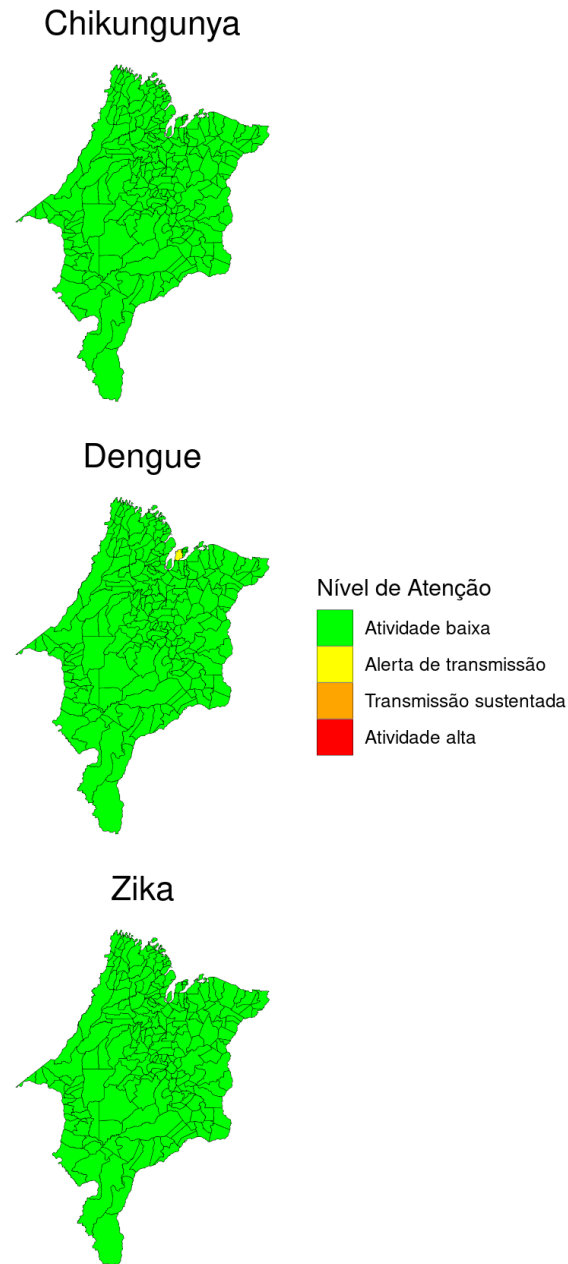 Chikungunya
Dengue
Nível de Atenção
Atividade baixa
Alerta de transmissão
Transmissão sustentada
Atividade alta
Zika